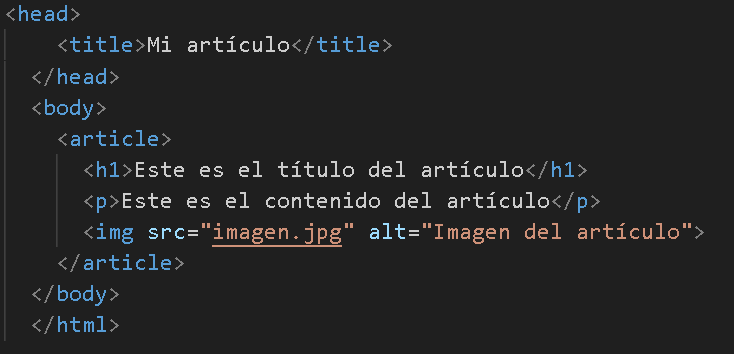 <head>
<title>Mi artículo</title>
</head>
<body>
<article>
<h1>Este es el título del artículo</h1>
<p>Este es el contenido del artículo</p>
<img src="imagen.jpg" alt="Imagen del artículo">
</article>
</body>
</html>